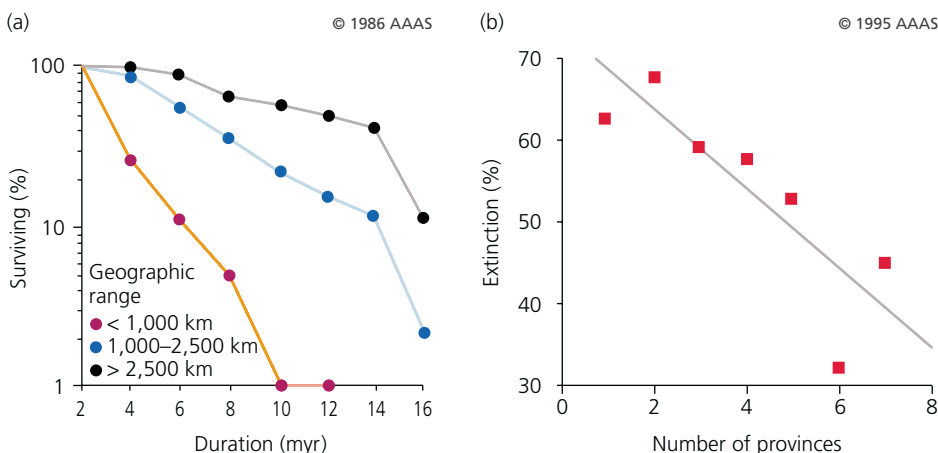 (a)
© 1986 AAAS
100
10
1
Surviving (%)
Geographic
range
< 1,000 km
1,000–2,500 km
> 2,500 km
2 4 6 8 10 12 14 16
Duration (myr)
(b)
© 1995 AAAS
70
60
50
40
30
Extinction (%)
0 2 4 6 8
Number of provinces